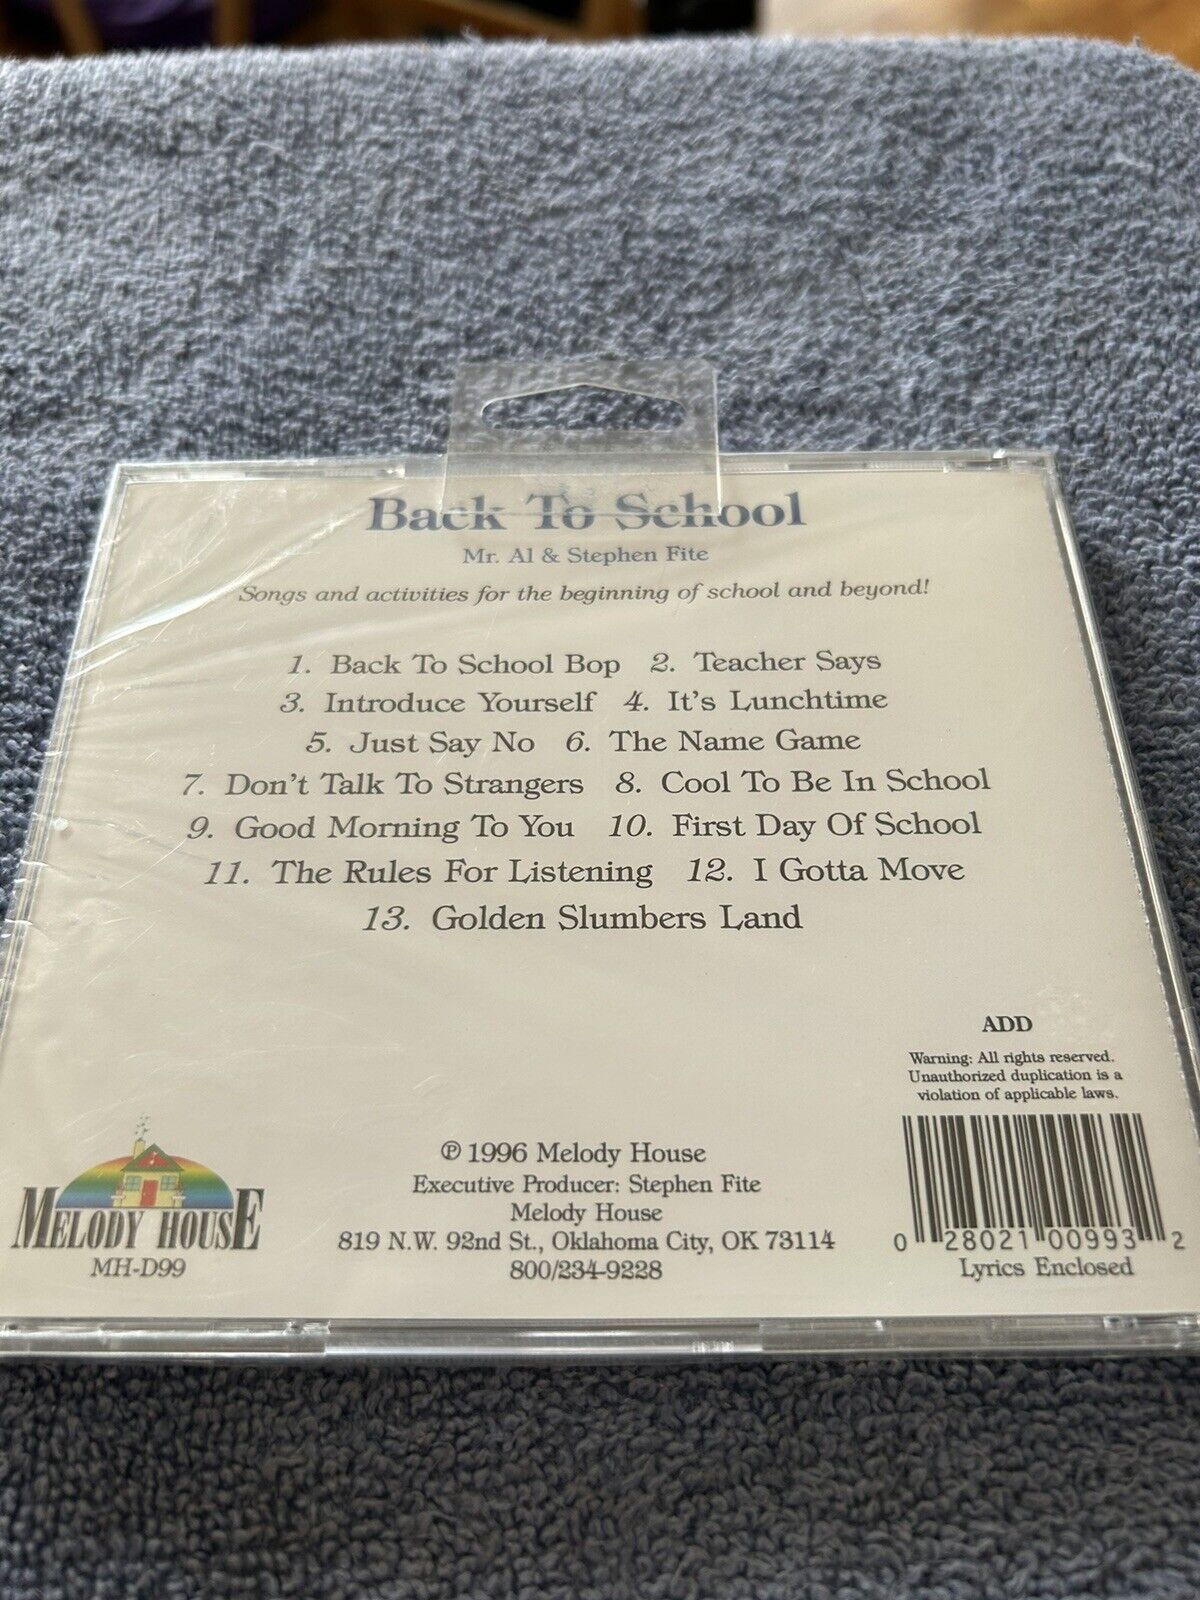 Back To School
Mr. Al & Stephen Fite
Songs and activities for the beginning of school and beyond!
1. Back To School Bop 2. Teacher Says
3. Introduce Yourself 4. It's Lunchtime
5. Just Say No 6. The Name Game
7. Don't Talk To Strangers 8. Cool To Be In School
9. Good Morning To You 10. First Day Of School
11. The Rules For Listening 12. I Gotta Move
13. Golden Slumbers Land
ADD
Warning: All rights reserved.
Unauthorized duplication is a
violation of applicable laws.
MELODY HOUSE
MH-D99
℗ 1996 Melody House
Executive Producer: Stephen Fite
Melody House
819 N.W. 92nd St., Oklahoma City, OK 73114
800/234-9228
0 28021 00993 2
Lyrics Enclosed